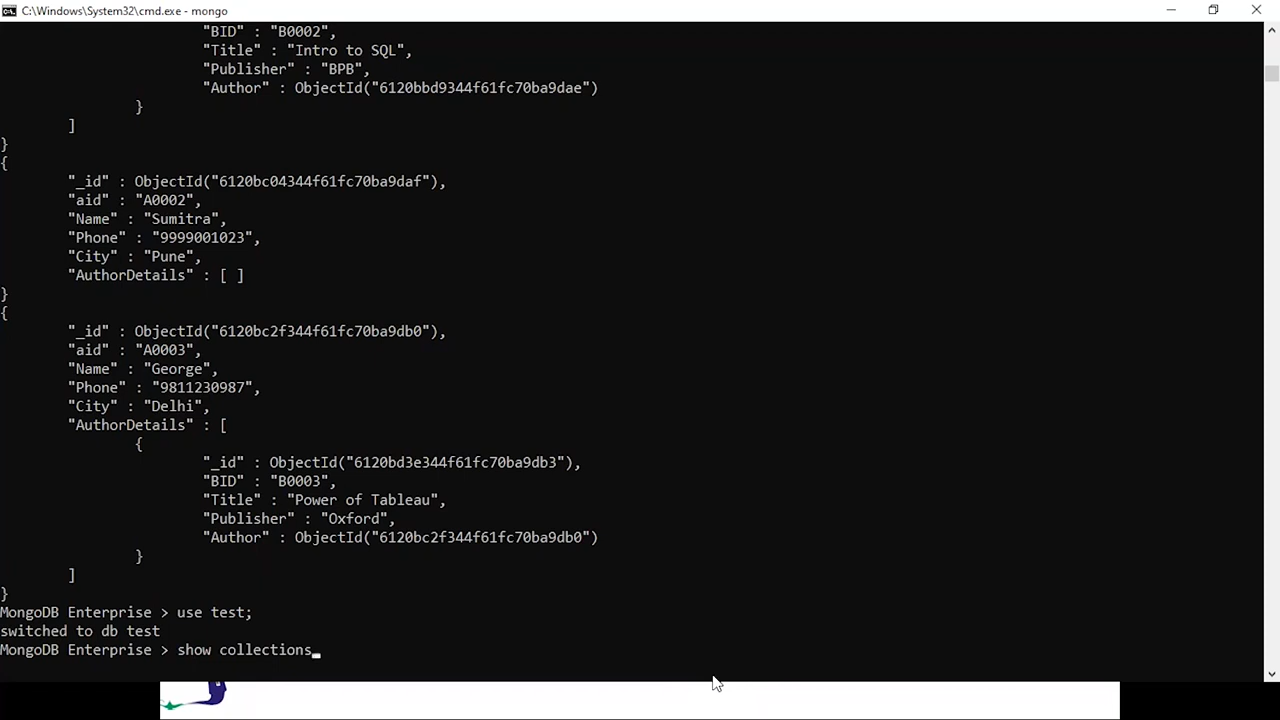 C:\Windows\System32\cmd.exe - mongo
"BID" : "B0002",
"Title" : "Intro to SQL",
"Publisher" : "BPB",
"Author" : ObjectId("6120bbd9344f61fc70ba9dae")
}
]
}
{
"_id" : ObjectId("6120bc04344f61fc70ba9daf"),
"aid" : "A0002",
"Name" : "Sumitra",
"Phone" : "9999001023",
"City" : "Pune",
"AuthorDetails" : [ ]
}
{
"_id" : ObjectId("6120bc2f344f61fc70ba9db0"),
"aid" : "A0003",
"Name" : "George",
"Phone" : "9811230987",
"City" : "Delhi",
"AuthorDetails" : [
{
"_id" : ObjectId("6120bd3e344f61fc70ba9db3"),
"BID" : "B0003",
"Title" : "Power of Tableau",
"Publisher" : "Oxford",
"Author" : ObjectId("6120bc2f344f61fc70ba9db0")
}
]
}
MongoDB Enterprise > use test;
switched to db test
MongoDB Enterprise > show collections